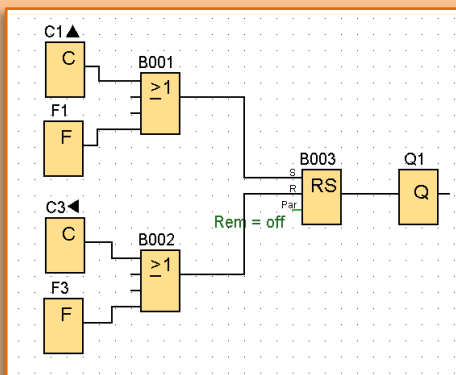 C1▲
C
B001
≥1
F1
F
B003
Q1
S
R
RS
Q
Par
Rem = off
C3◀
C
B002
≥1
F3
F